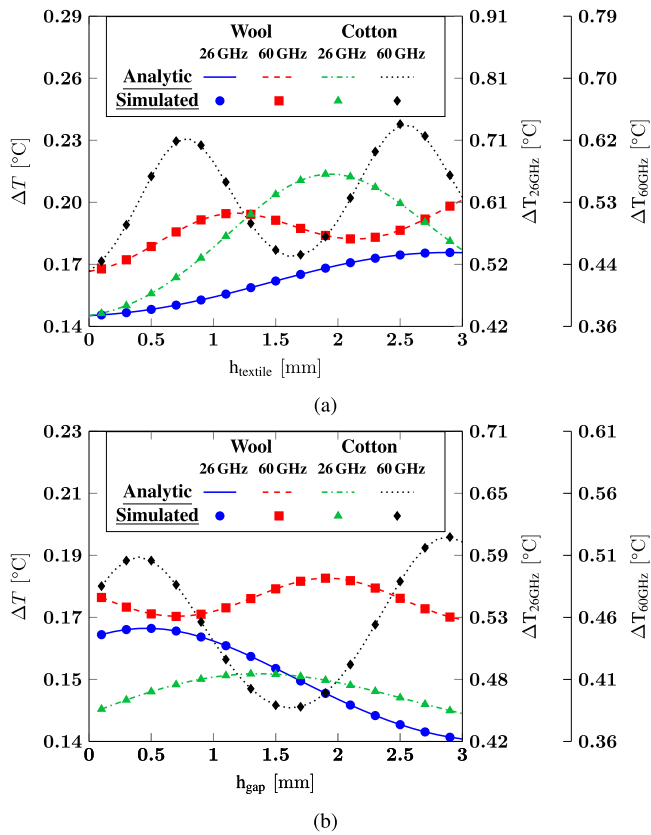 0.29 0.91 0.79
Wool Cotton
26 GHz 60 GHz 26 GHz 60 GHz
Analytic
Simulated
0.26 0.81 0.70
0.23 0.71 0.62
0.20 0.61 0.53
0.17 0.52 0.44
0.14 0.42 0.36
ΔT [°C]
ΔT26GHz [°C]
ΔT60GHz [°C]
0 0.5 1 1.5 2 2.5 3
htextile [mm]
(a)
0.23 0.71 0.61
Wool Cotton
26 GHz 60 GHz 26 GHz 60 GHz
Analytic
Simulated
0.21 0.65 0.56
0.19 0.59 0.51
0.17 0.53 0.46
0.15 0.48 0.41
0.14 0.42 0.36
ΔT [°C]
ΔT26GHz [°C]
ΔT60GHz [°C]
0 0.5 1 1.5 2 2.5 3
hgap [mm]
(b)